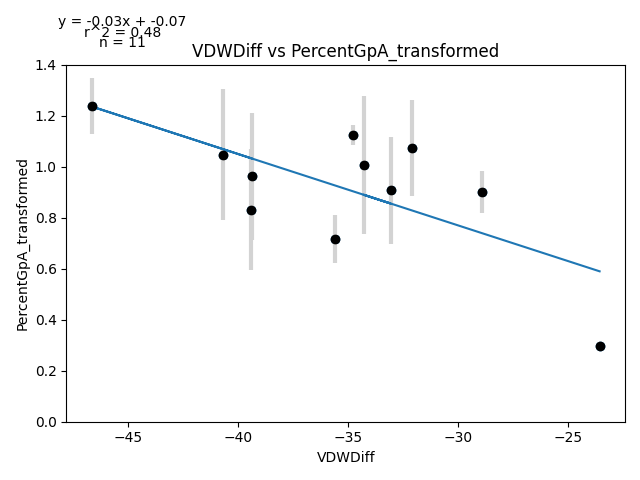 y = -0.03x + -0.07
r^2 = 0.48
n = 11
VDWDiff vs PercentGpA_transformed
PercentGpA_transformed
1.4
1.2
1.0
0.8
0.6
0.4
0.2
0.0
−45
−40
−35
−30
−25
VDWDiff